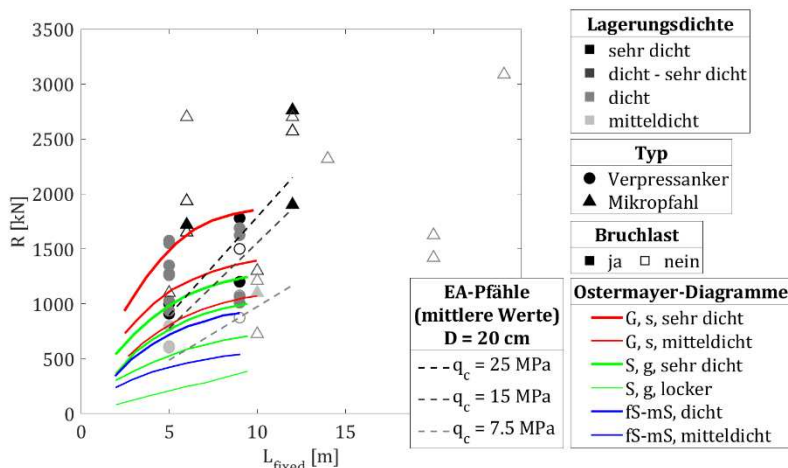 3500
3000
2500
2000
1500
1000
500
0
R [kN]
0
5
10
15
L_fixed [m]
Lagerungsdichte
sehr dicht
dicht - sehr dicht
dicht
mitteldicht
Typ
Verpressanker
Mikropfahl
Bruchlast
ja nein
EA-Pfähle
(mittlere Werte)
D = 20 cm
q_c = 25 MPa
q_c = 15 MPa
q_c = 7.5 MPa
Ostermayer-Diagramme
G, s, sehr dicht
G, s, mitteldicht
S, g, sehr dicht
S, g, locker
fS-mS, dicht
fS-mS, mitteldicht